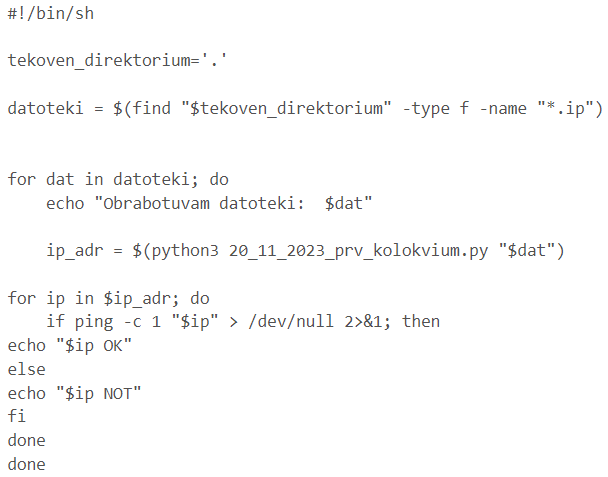 #!/bin/sh
tekoven_direktorium='.'
datoteki = $(find "$tekoven_direktorium" -type f -name "*.ip")
for dat in datoteki; do
    echo "Obrabotuvam datoteki:  $dat"
    ip_adr = $(python3 20_11_2023_prv_kolokvium.py "$dat")
for ip in $ip_adr; do
    if ping -c 1 "$ip" > /dev/null 2>&1; then
echo "$ip OK"
else
echo "$ip NOT"
fi
done
done